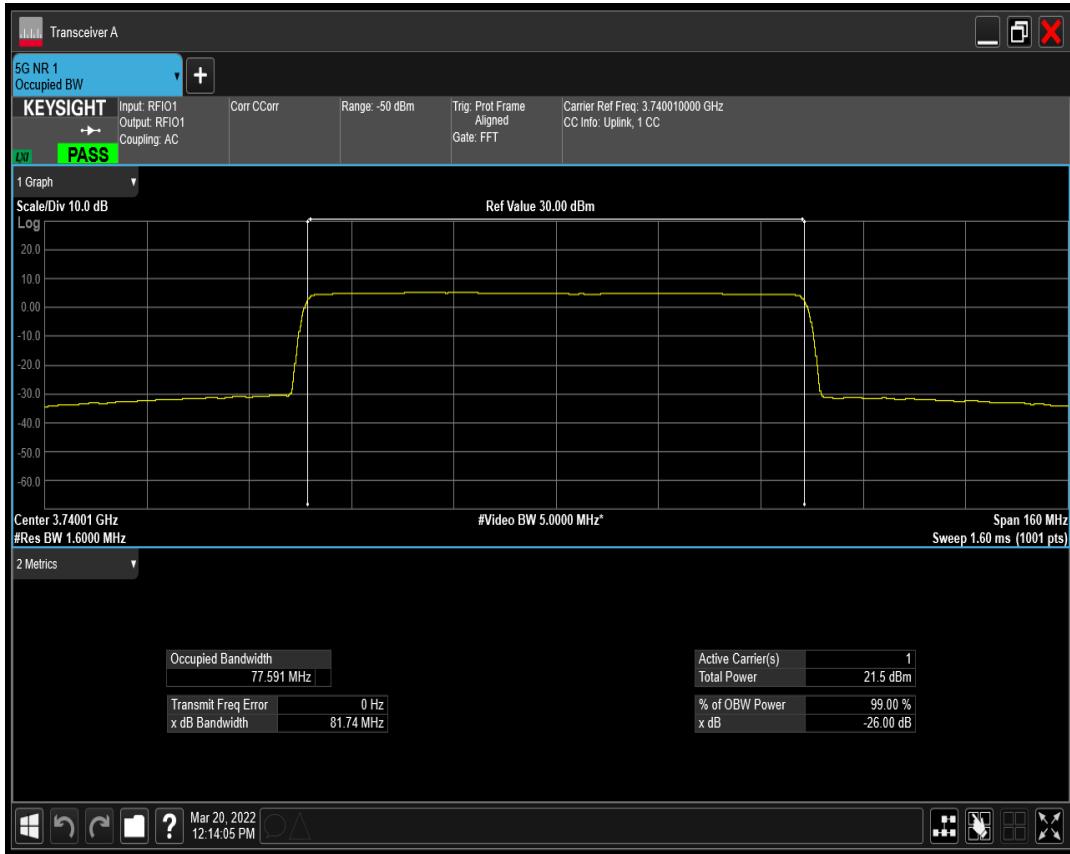 Transceiver A
5G NR 1
Occupied BW
+
KEYSIGHT
LXI
PASS
Input: RFIO1
Output: RFIO1
Coupling: AC
Corr CCorr
Range: -50 dBm
Trig: Prot Frame
Aligned
Gate: FFT
Carrier Ref Freq: 3.740010000 GHz
CC Info: Uplink, 1 CC
1 Graph
Scale/Div 10.0 dB
Ref Value 30.00 dBm
Log
20.0
10.0
0.00
-10.0
-20.0
-30.0
-40.0
-50.0
-60.0
Center 3.74001 GHz
#Video BW 5.0000 MHz*
Span 160 MHz
#Res BW 1.6000 MHz
Sweep 1.60 ms (1001 pts)
2 Metrics
Occupied Bandwidth
77.591 MHz
Transmit Freq Error 0 Hz
x dB Bandwidth 81.74 MHz
Active Carrier(s) 1
Total Power 21.5 dBm
% of OBW Power 99.00 %
x dB -26.00 dB
?
Mar 20, 2022
12:14:05 PM